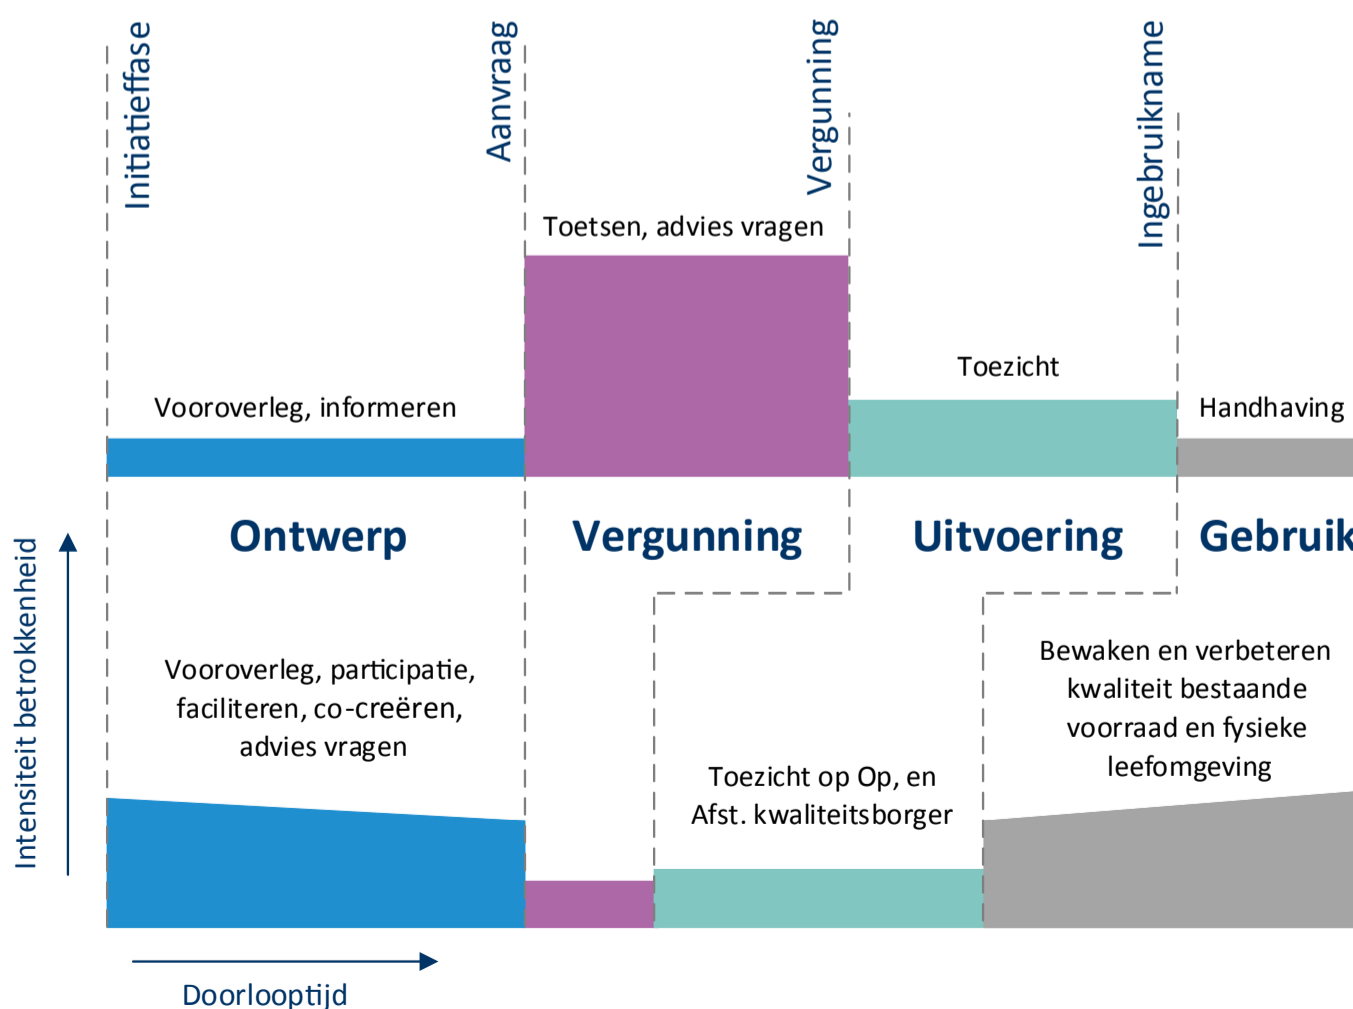 Initiatieffase
Aanvraag
Vergunning
Ingebruikname
Toetsen, advies vragen
Toezicht
Vooroverleg, informeren
Handhaving
Ontwerp
Vergunning
Uitvoering
Gebruik
Intensiteit betrokkenheid
Vooroverleg, participatie,
faciliteren, co-creëren,
advies vragen
Toezicht op Op, en
Afst. kwaliteitsborger
Bewaken en verbeteren
kwaliteit bestaande
voorraad en fysieke
leefomgeving
Doorlooptijd